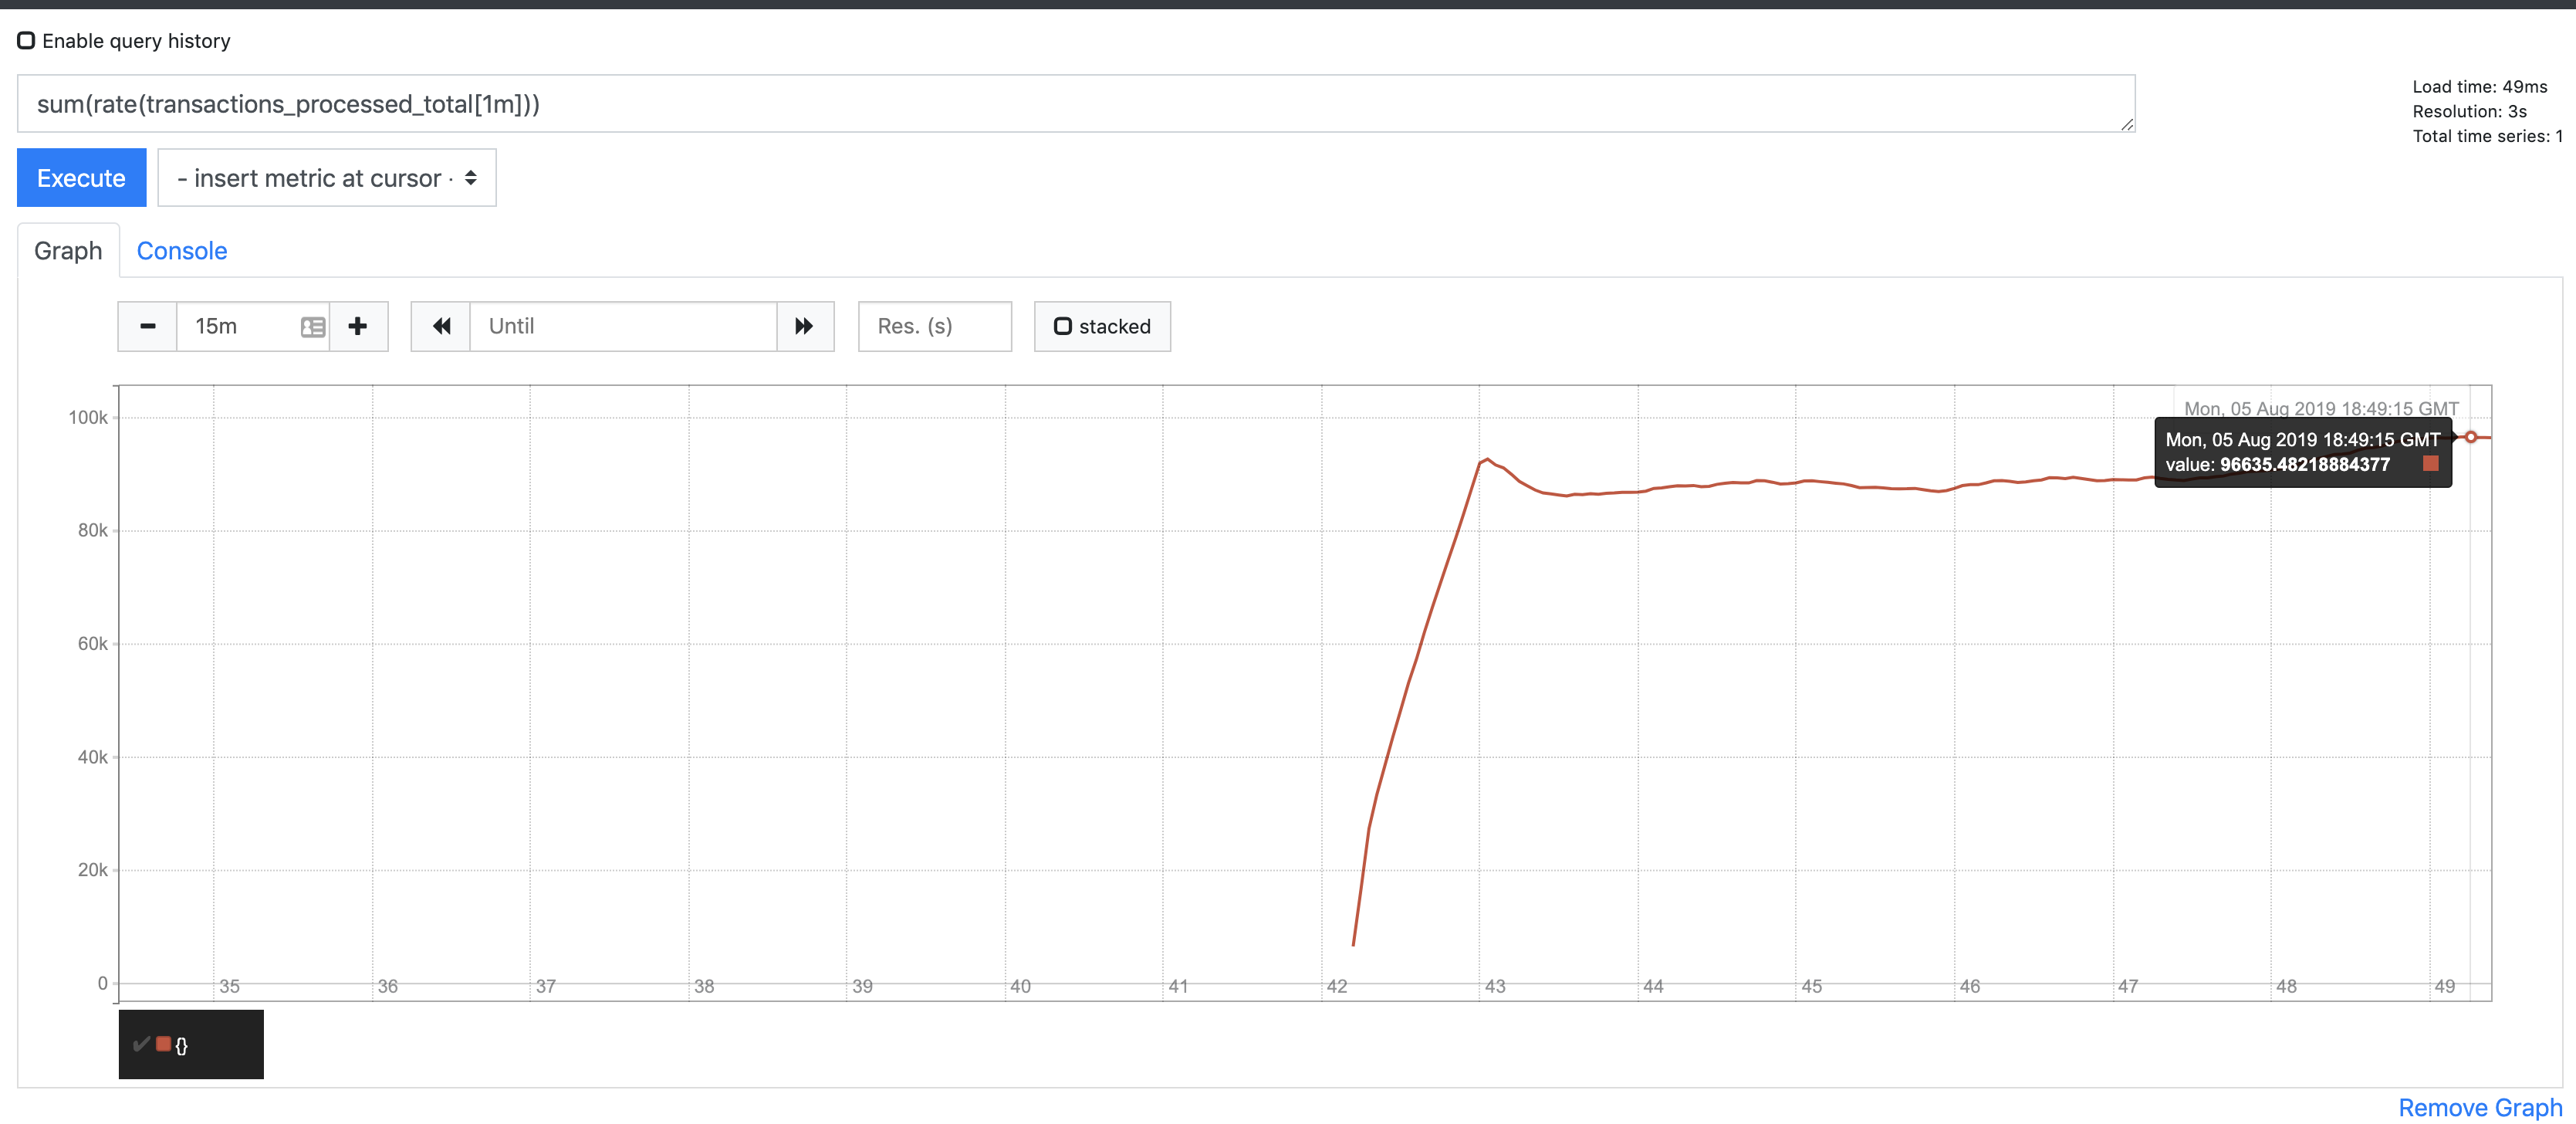 Enable query history
sum(rate(transactions_processed_total[1m]))
Load time: 49ms
Resolution: 3s
Total time series: 1
Execute
- insert metric at cursor ·
Graph
Console
15m
Until
Res. (s)
stacked
100k
80k
60k
40k
20k
0
Mon, 05 Aug 2019 18:49:15 GMT
Mon, 05 Aug 2019 18:49:15 GMT
value: 96635.48218884377
35 36 37 38 39 40 41 42 43 44 45 46 47 48 49
{}
Remove Graph